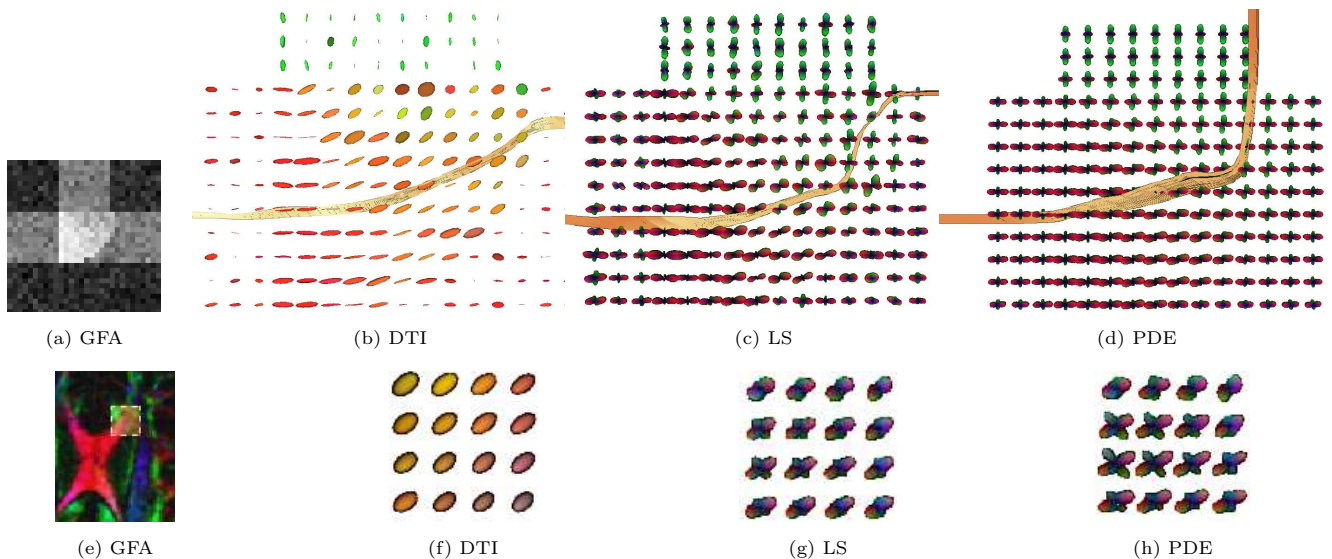 (a) GFA
(b) DTI
(c) LS
(d) PDE
(e) GFA
(f) DTI
(g) LS
(h) PDE